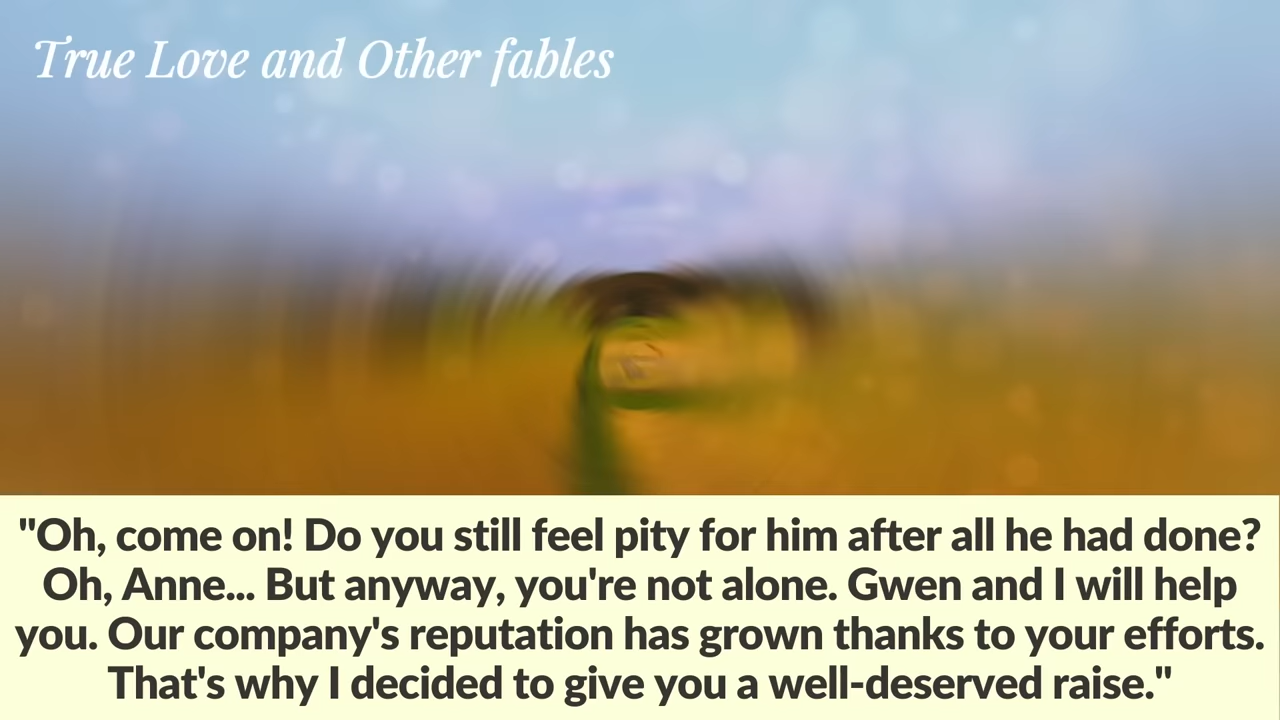 True Love and Other fables
"Oh, come on! Do you still feel pity for him after all he had done?
Oh, Anne... But anyway, you're not alone. Gwen and I will help
you. Our company's reputation has grown thanks to your efforts.
That's why I decided to give you a well-deserved raise."